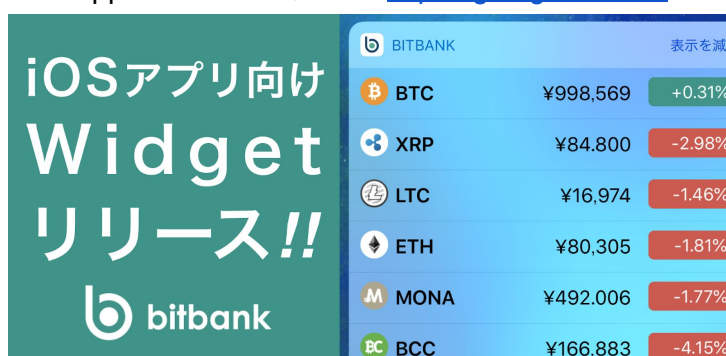 iOSアプリ向け
Widget
リリース!!
bitbank
BITBANK
表示を減
BTC ¥998,569 +0.31%
XRP ¥84.800 -2.98%
LTC ¥16,974 -1.46%
ETH ¥80,305 -1.81%
MONA ¥492.006 -1.77%
BCC ¥166,883 -4.15%